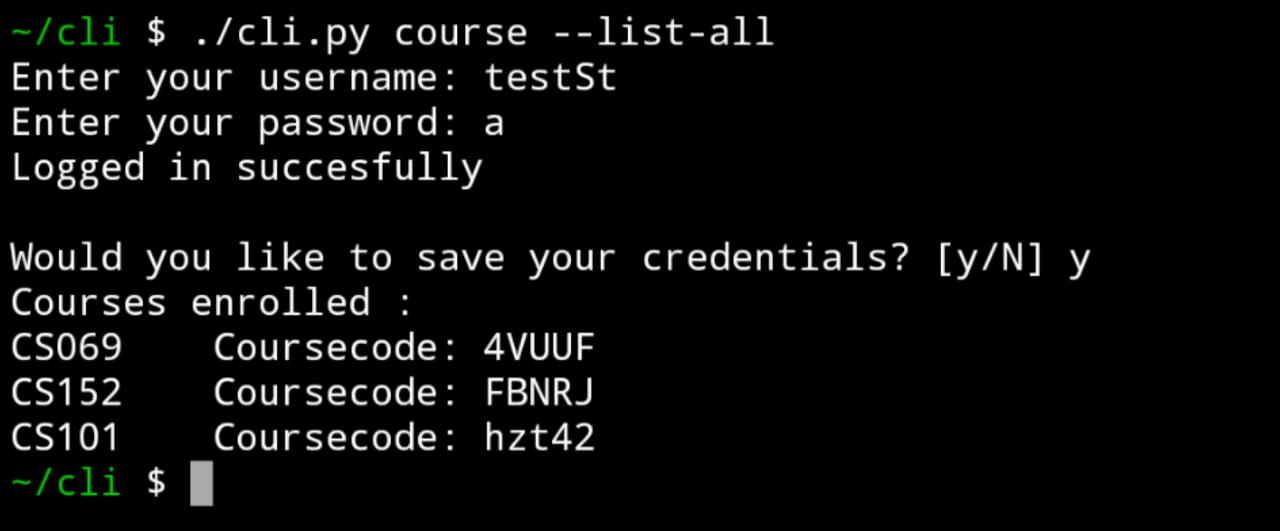 ~/cli $ ./cli.py course --list-all
Enter your username: testSt
Enter your password: a
Logged in succesfully
Would you like to save your credentials? [y/N] y
Courses enrolled :
CS069    Coursecode: 4VUUF
CS152    Coursecode: FBNRJ
CS101    Coursecode: hzt42
~/cli $